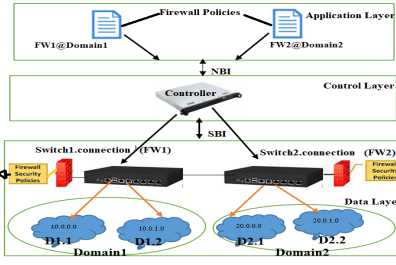 Firewall Policies
Application Layer
FW1@Domain1
FW2@Domain2
NBI
Control Layer
Controller
SBI
Switch1.connection (FW1)
Switch2.connection (FW2)
Firewall
Security
Policies
Firewall
Security
Policies
Data Laye
10.0.0.0
10.0.1.0
20.0.0.0
20.0.1.0
D1.1
D1.2
D2.1
D2.2
Domain1
Domain2